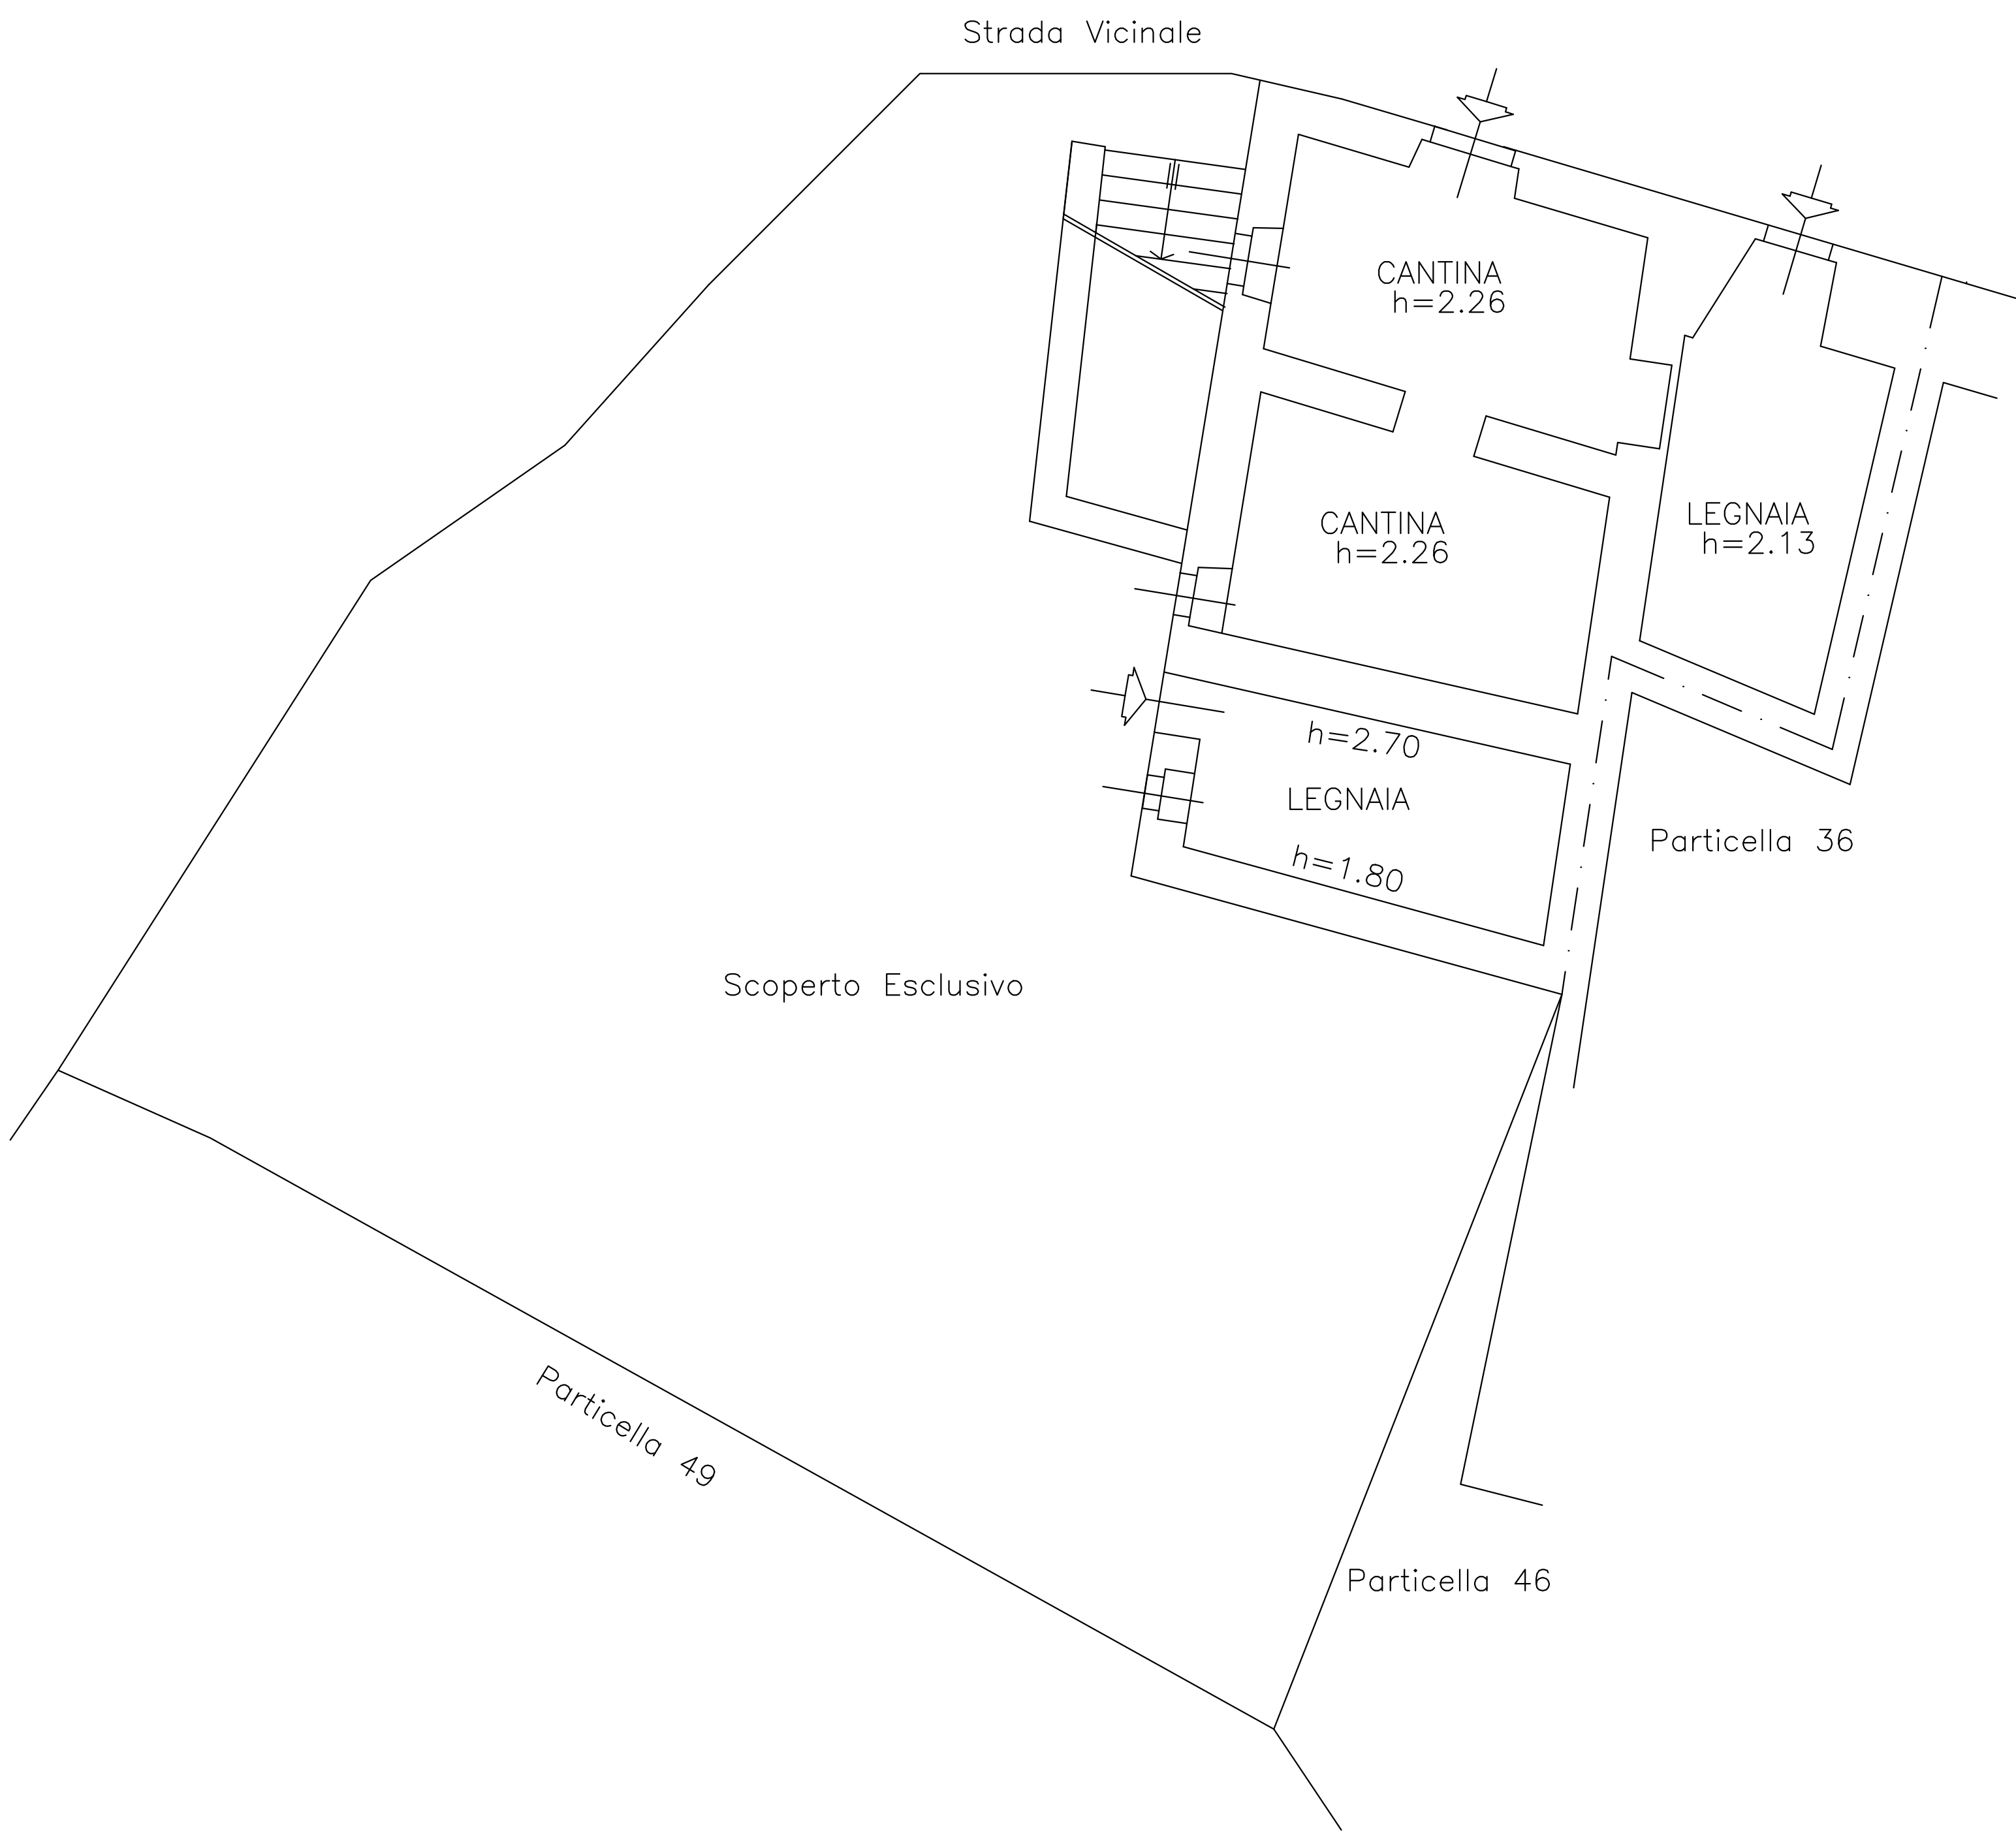 Strada Vicinale
CANTINA
h=2.26
CANTINA
h=2.26
LEGNAIA
h=2.13
h=2.70
LEGNAIA
h=1.80
Particella 36
Scoperto Esclusivo
Particella 49
Particella 46